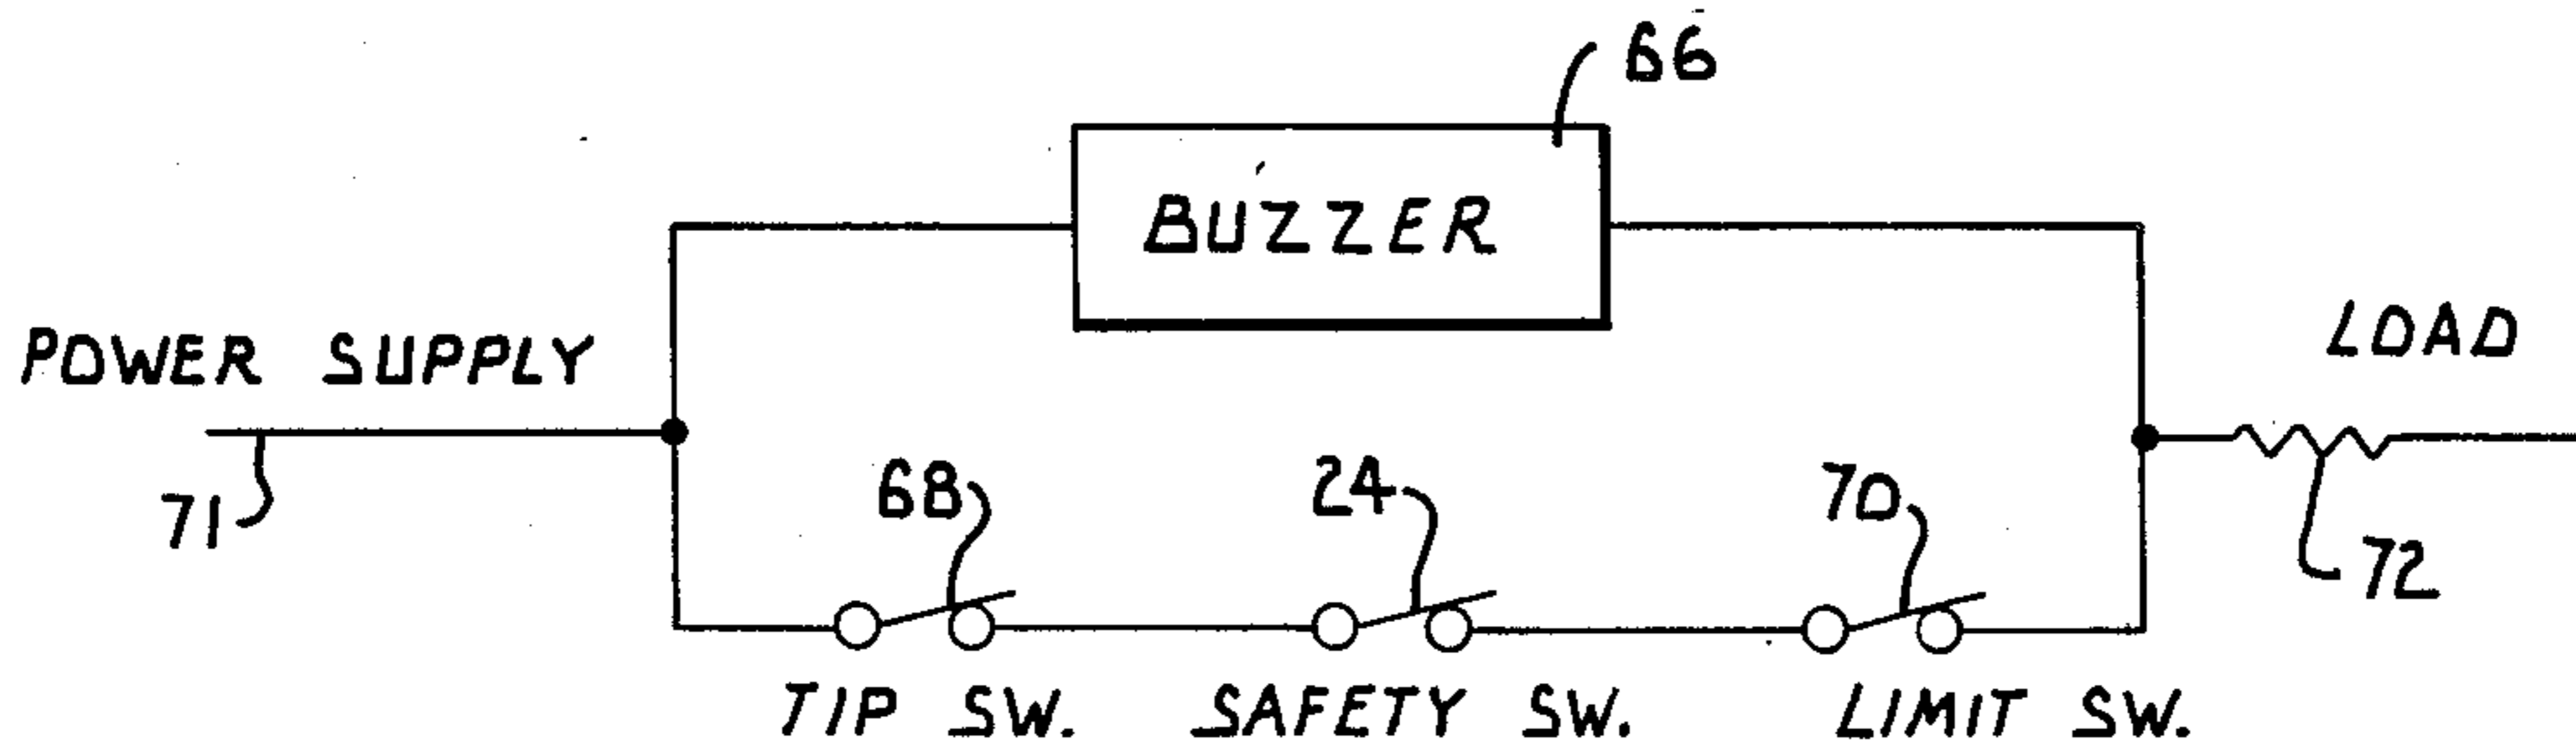 66
BUZZER
POWER SUPPLY
LOAD
71
68
24
70
72
TIP SW.
SAFETY SW.
LIMIT SW.